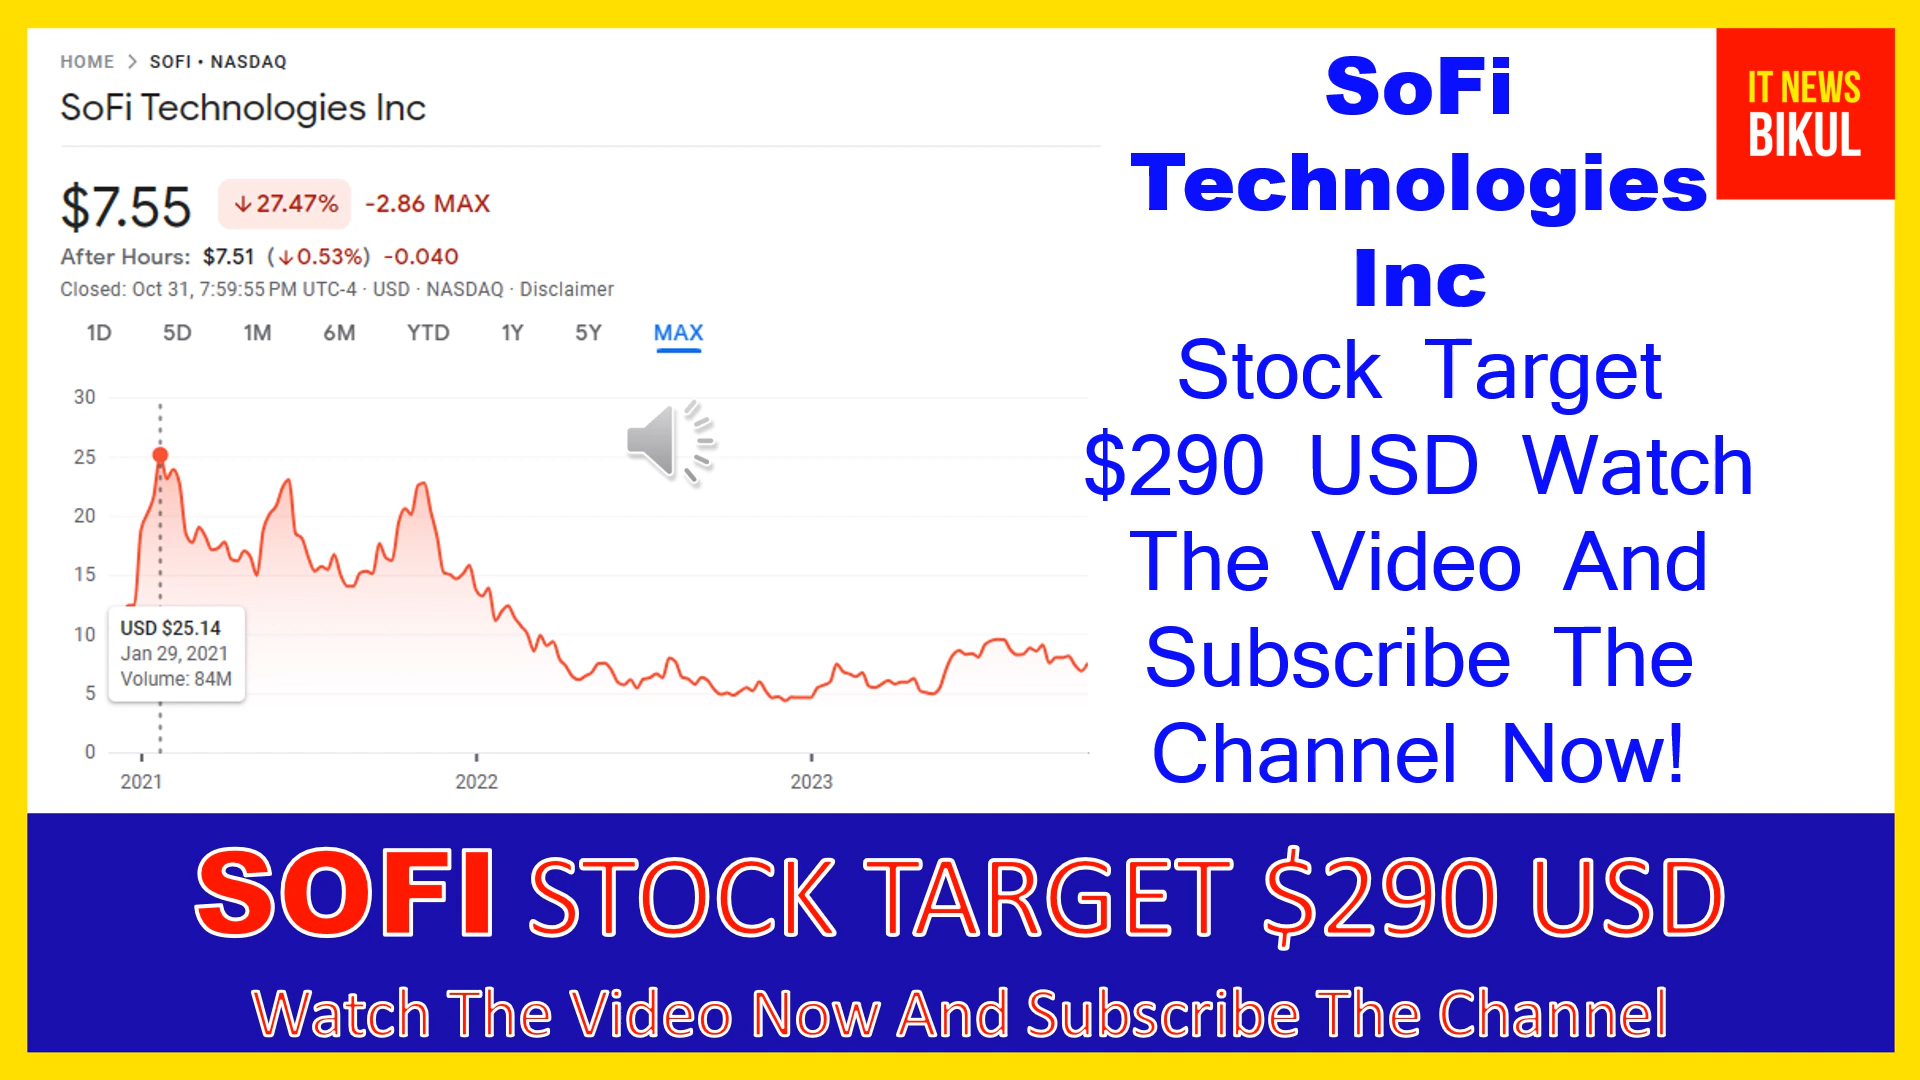 HOME > SOFI • NASDAQ
SoFi Technologies Inc
$7.55 ↓27.47% -2.86 MAX
After Hours: $7.51 (↓0.53%) -0.040
Closed: Oct 31, 7:59:55 PM UTC-4 · USD · NASDAQ · Disclaimer
1D 5D 1M 6M YTD 1Y 5Y MAX
30
25
20
15
10
5
0
USD $25.14
Jan 29, 2021
Volume: 84M
2021 2022 2023
SoFi
Technologies
Inc
Stock Target
$290 USD Watch
The Video And
Subscribe The
Channel Now!
IT NEWS
BIKUL
SOFI STOCK TARGET $290 USD
Watch The Video Now And Subscribe The Channel